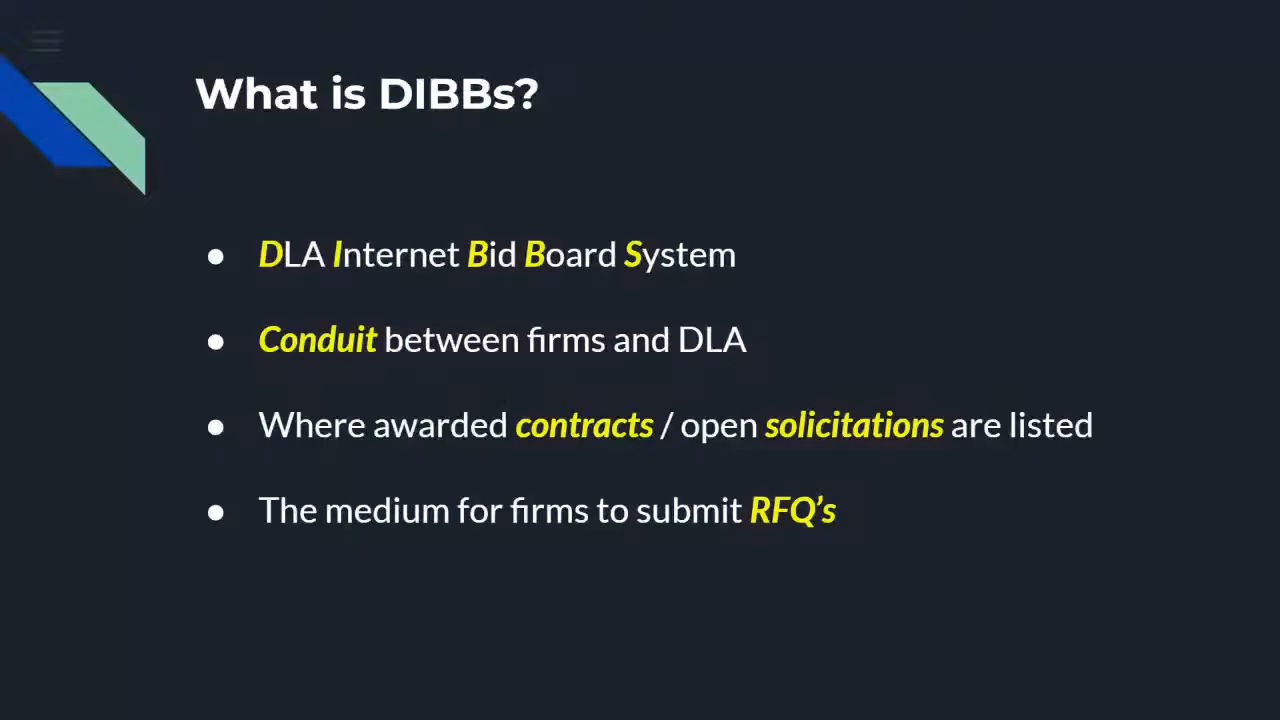 What is DIBBs?
● DLA Internet Bid Board System
● Conduit between firms and DLA
● Where awarded contracts / open solicitations are listed
● The medium for firms to submit RFQ’s